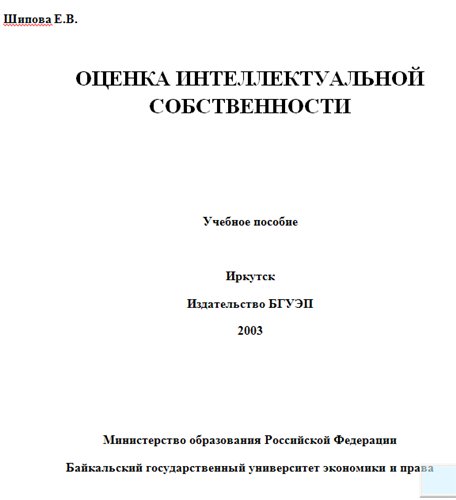 Шипова Е.В.
ОЦЕНКА ИНТЕЛЛЕКТУАЛЬНОЙ
СОБСТВЕННОСТИ
Учебное пособие
Иркутск
Издательство БГУЭП
2003
Министерство образования Российской Федерации
Байкальский государственный университет экономики и права